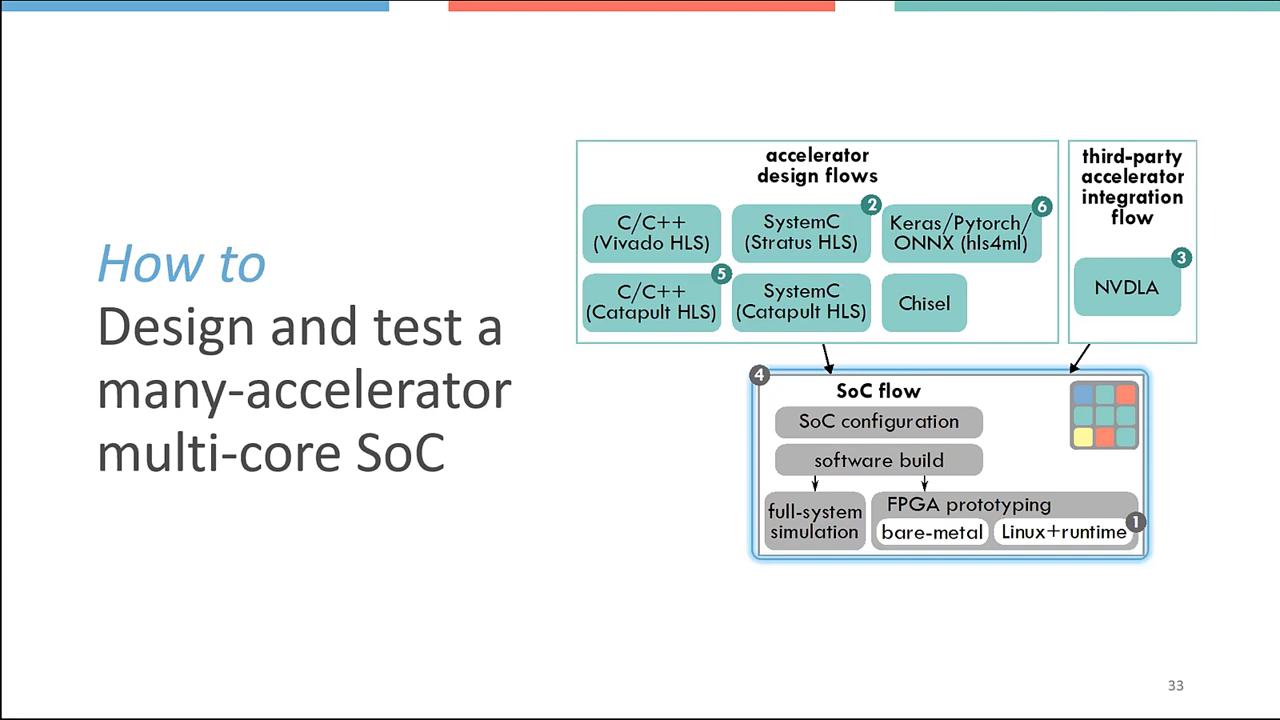 How to
Design and test a
many-accelerator
multi-core SoC
accelerator
design flows
C/C++
(Vivado HLS)
SystemC
(Stratus HLS)
2
Keras/Pytorch/
ONNX (hls4ml)
6
C/C++
(Catapult HLS)
5
SystemC
(Catapult HLS)
Chisel
third-party
accelerator
integration
flow
NVDLA
3
4
SoC flow
SoC configuration
software build
full-system
simulation
FPGA prototyping
bare-metal
Linux+runtime
1
33